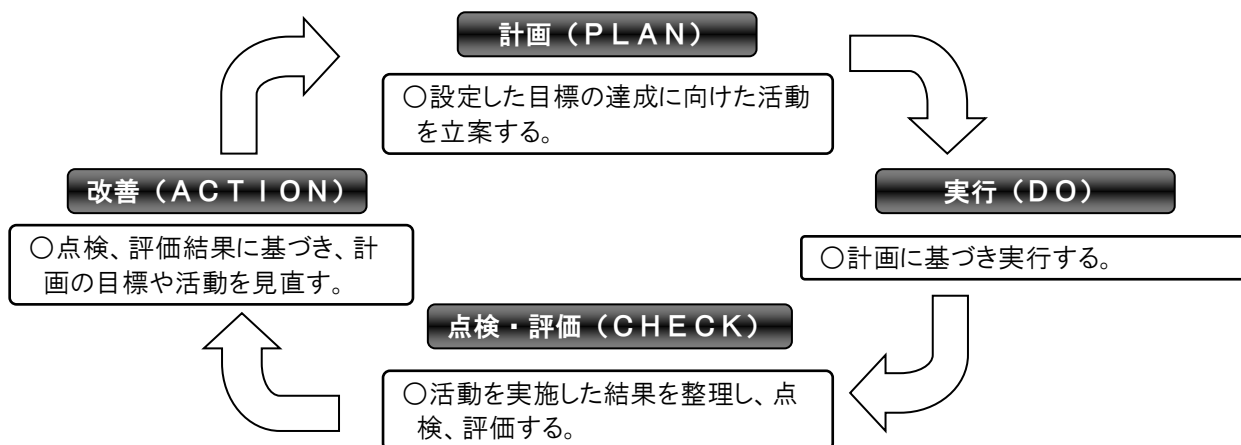 計画（ＰＬＡＮ）
○設定した目標の達成に向けた活動
を立案する。
改善（ＡＣＴＩＯＮ）
実行（ＤＯ）
○点検、評価結果に基づき、計
画の目標や活動を見直す。
○計画に基づき実行する。
点検・評価（ＣＨＥＣＫ）
○活動を実施した結果を整理し、点
検、評価する。